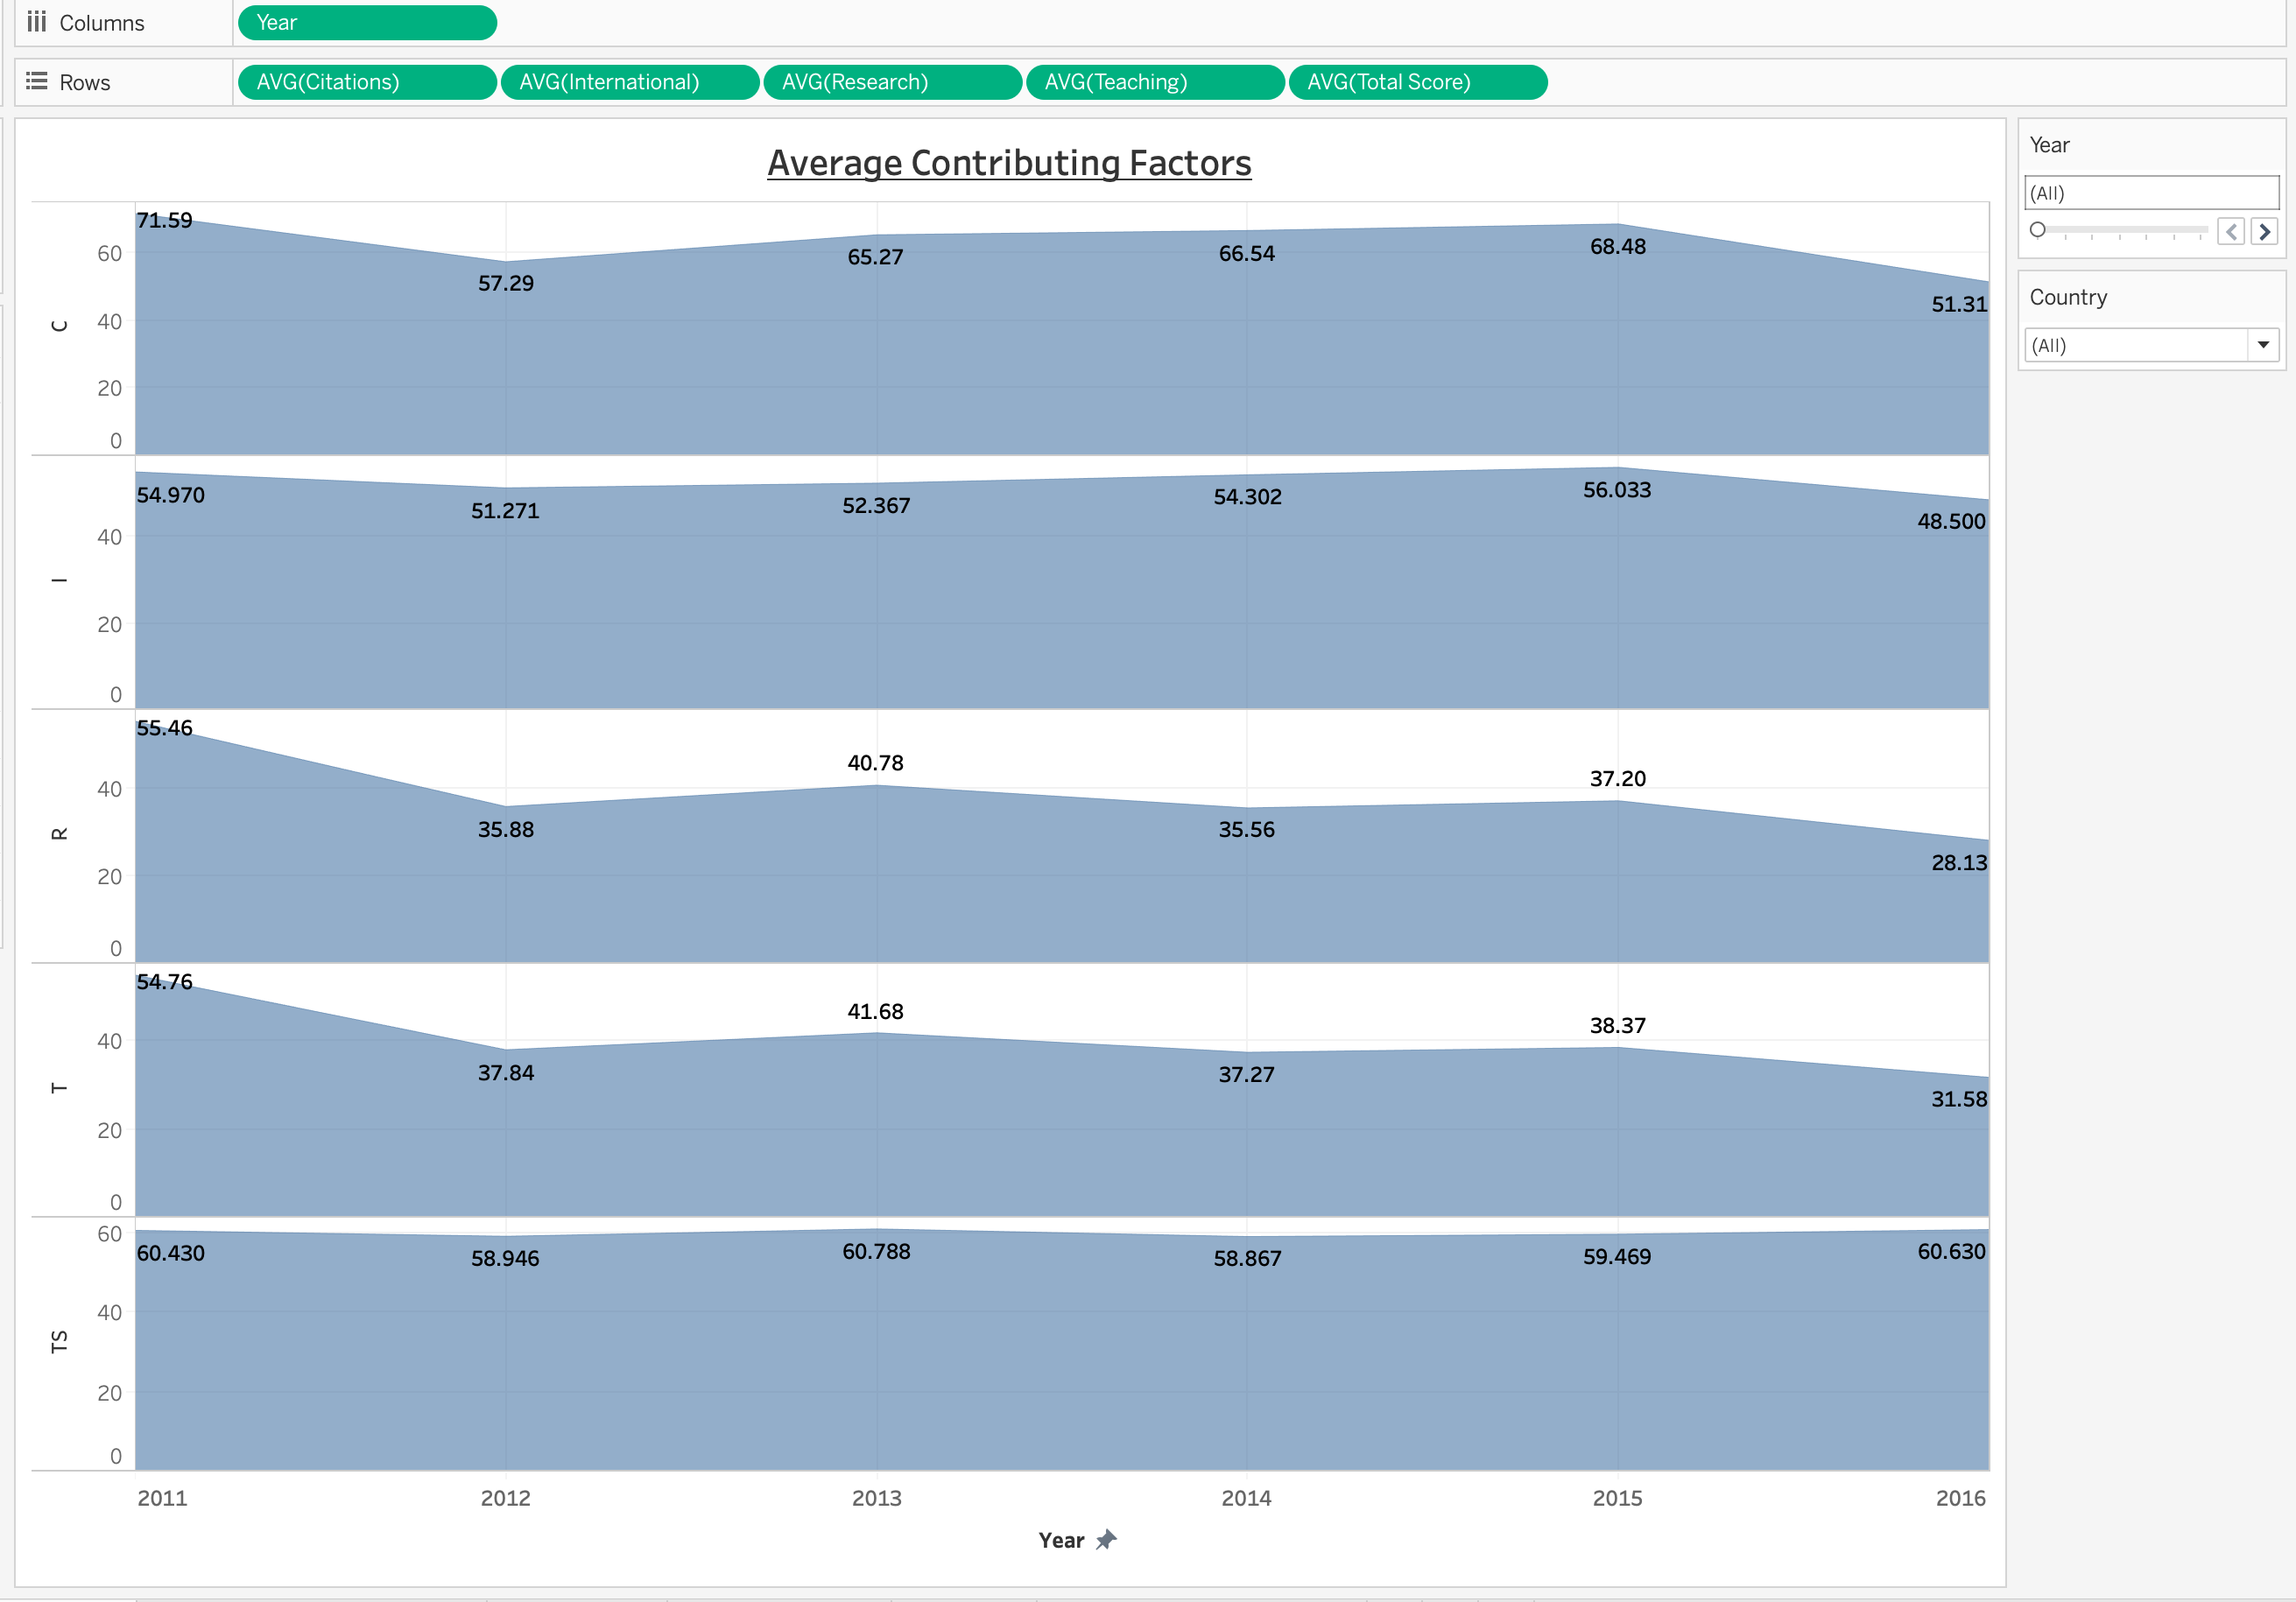 Columns
Year
Rows
AVG(Citations)
AVG(International)
AVG(Research)
AVG(Teaching)
AVG(Total Score)
Average Contributing Factors
C
60
40
20
0
71.59
57.29
65.27
66.54
68.48
51.31
I
40
20
0
54.970
51.271
52.367
54.302
56.033
48.500
R
40
20
0
55.46
35.88
40.78
35.56
37.20
28.13
T
40
20
0
54.76
37.84
41.68
37.27
38.37
31.58
TS
60
40
20
0
60.430
58.946
60.788
58.867
59.469
60.630
2011
2012
2013
2014
2015
2016
Year
Year
(All)
Country
(All)